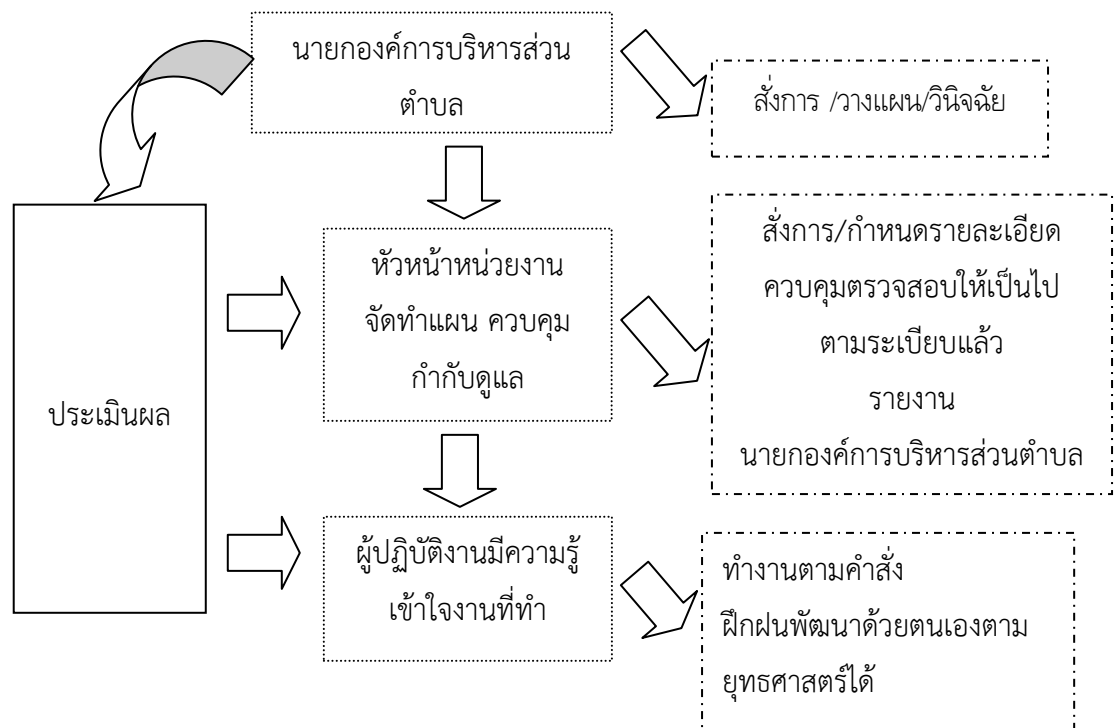 นายกองค์การบริหารส่วน
ตำบล
สั่งการ /วางแผน/วินิจฉัย
หัวหน้าหน่วยงาน
จัดทำแผน ควบคุม
กำกับดูแล
สั่งการ/กำหนดรายละเอียด
ควบคุมตรวจสอบให้เป็นไป
ตามระเบียบแล้ว
รายงาน
นายกองค์การบริหารส่วนตำบล
ประเมินผล
ผู้ปฏิบัติงานมีความรู้
เข้าใจงานที่ทำ
ทำงานตามคำสั่ง
ฝึกฝนพัฒนาด้วยตนเองตาม
ยุทธศาสตร์ได้